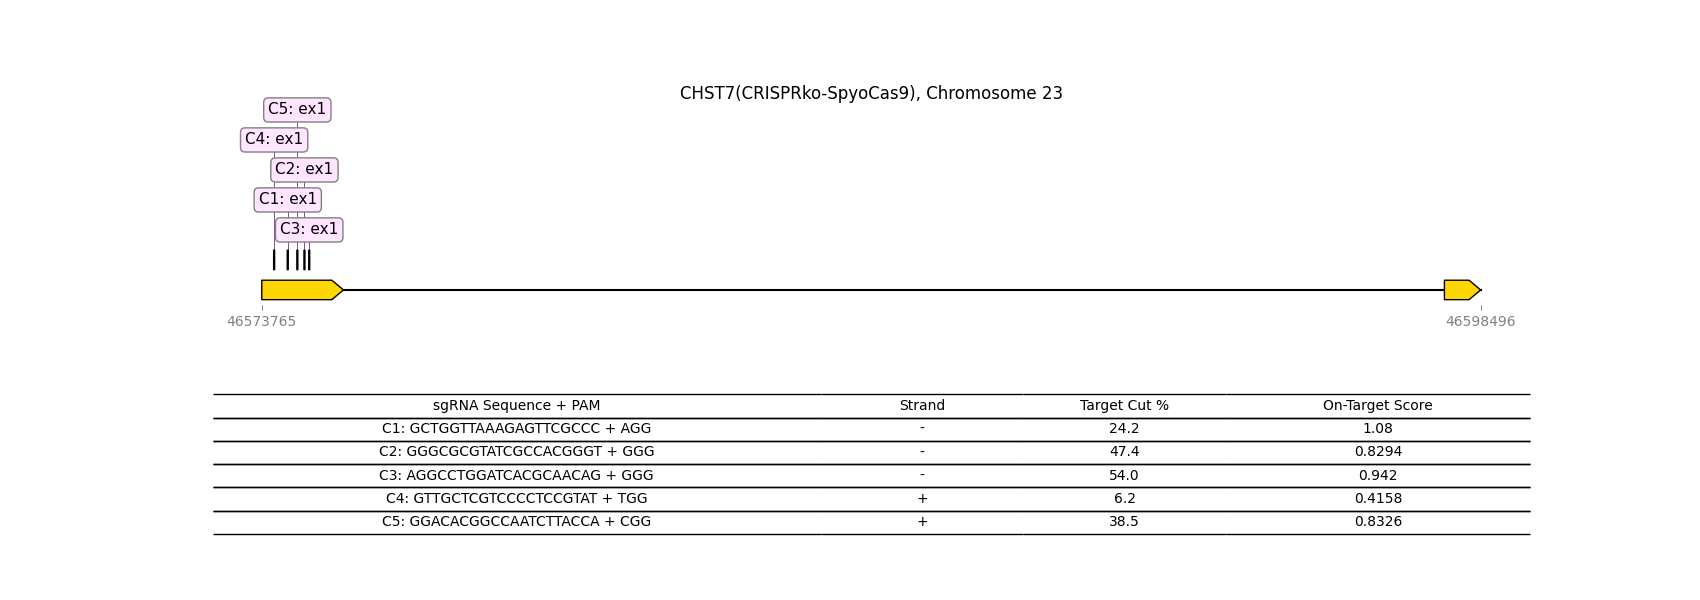 CHST7(CRISPRko-SpyoCas9), Chromosome 23
C5: ex1
C4: ex1
C2: ex1
C1: ex1
C3: ex1
46573765 46598496
sgRNA Sequence + PAM Strand Target Cut % On-Target Score
C1: GCTGGTTAAAGAGTTCGCCC + AGG - 24.2 1.08
C2: GGGCGCGTATCGCCACGGGT + GGG - 47.4 0.8294
C3: AGGCCTGGATCACGCAACAG + GGG - 54.0 0.942
C4: GTTGCTCGTCCCCTCCGTAT + TGG + 6.2 0.4158
C5: GGACACGGCCAATCTTACCA + CGG + 38.5 0.8326